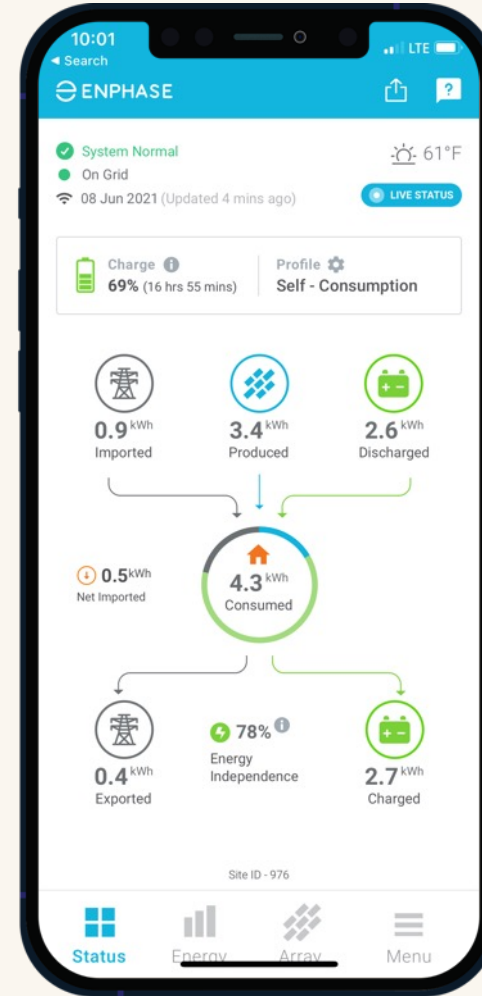 10:01
LTE
◀ Search
ENPHASE
?
System Normal
61°F
On Grid
08 Jun 2021 (Updated 4 mins ago)
LIVE STATUS
Charge i
Profile
69% (16 hrs 55 mins)
Self - Consumption
0.9 kWh
Imported
3.4 kWh
Produced
2.6 kWh
Discharged
0.5 kWh
Net Imported
4.3 kWh
Consumed
0.4 kWh
Exported
78% i
Energy
Independence
2.7 kWh
Charged
Site ID - 976
Status
Energy
Array
Menu